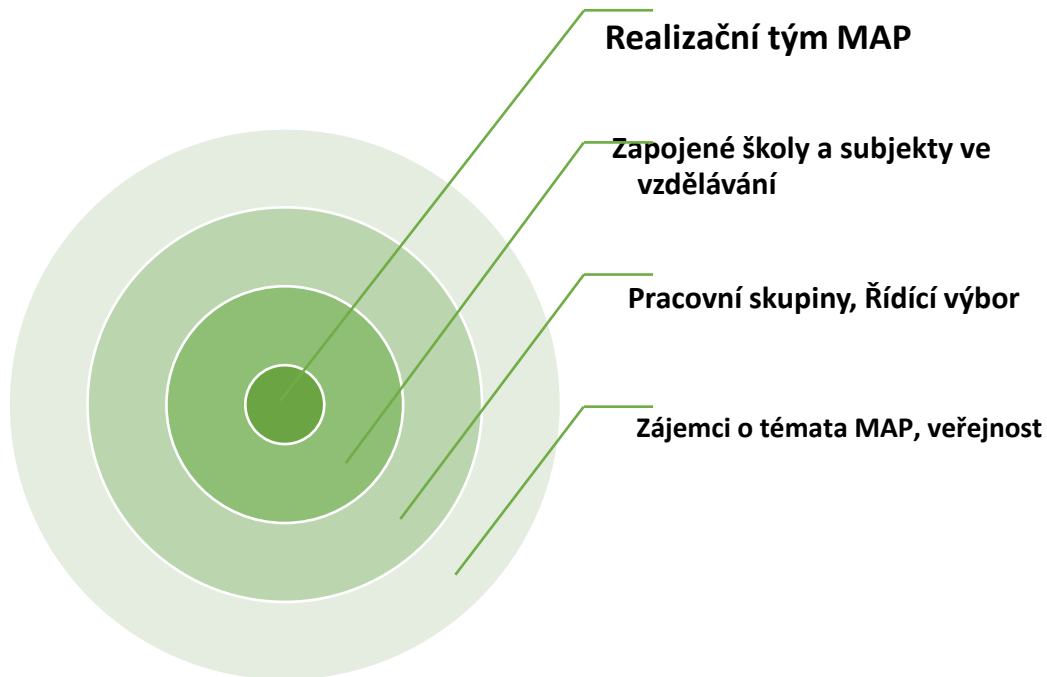 Realizační tým MAP
Zapojené školy a subjekty ve
vzdělávání
Pracovní skupiny, Řídící výbor
Zájemci o témata MAP, veřejnost